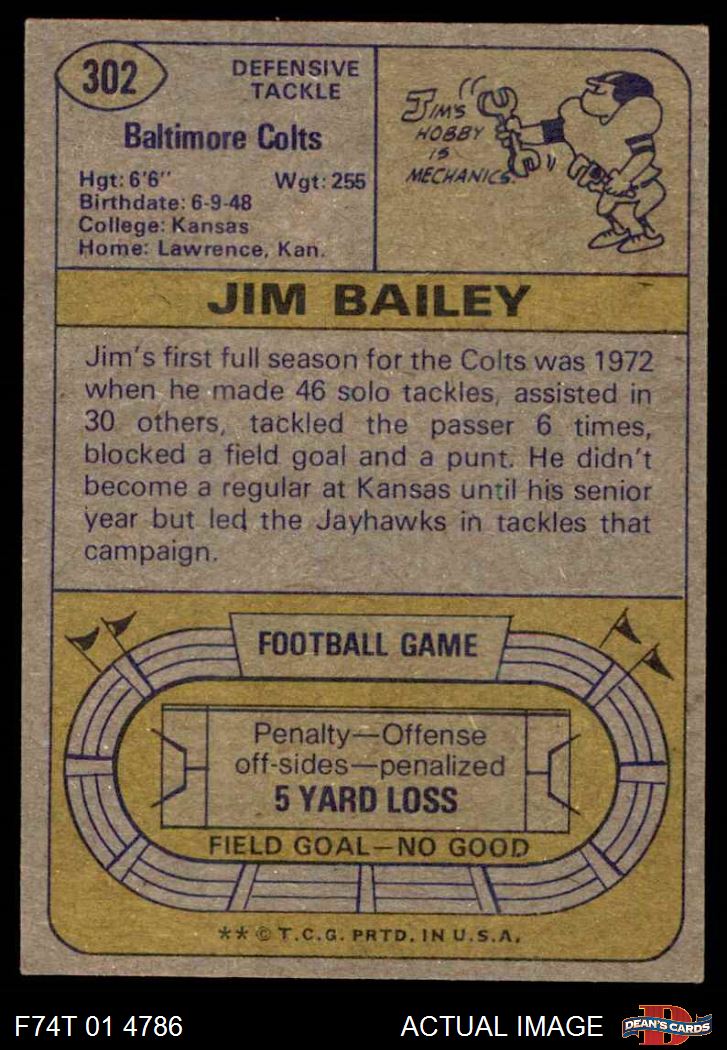 302
DEFENSIVE
TACKLE
Baltimore Colts
Hgt: 6'6" Wgt: 255
Birthdate: 6-9-48
College: Kansas
Home: Lawrence, Kan.
JIM'S
HOBBY
IS
MECHANICS.
JIM BAILEY
Jim's first full season for the Colts was 1972
when he made 46 solo tackles, assisted in
30 others, tackled the passer 6 times,
blocked a field goal and a punt. He didn't
become a regular at Kansas until his senior
year but led the Jayhawks in tackles that
campaign.
FOOTBALL GAME
Penalty—Offense
off-sides—penalized
5 YARD LOSS
FIELD GOAL—NO GOOD
** © T.C.G. PRTD. IN U.S.A.
F74T 01 4786 ACTUAL IMAGE
D
DEAN'S CARDS